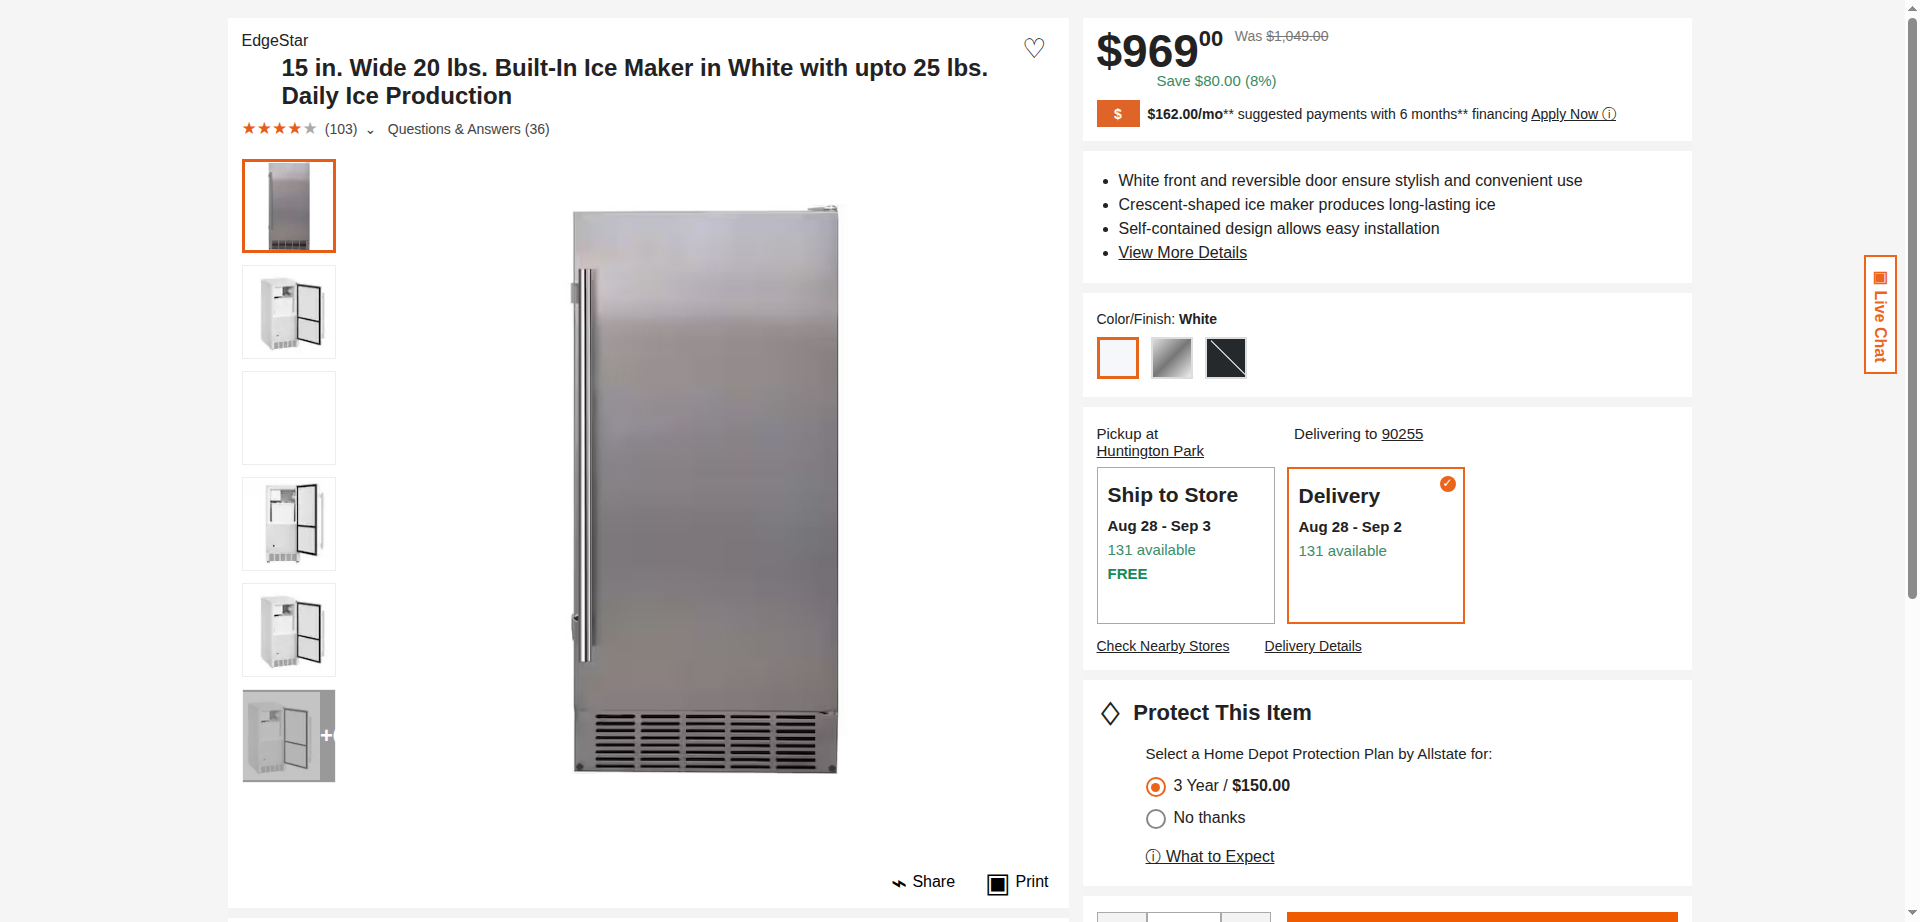 EdgeStar
15 in. Wide 20 lbs. Built-In Ice Maker in White with upto 25 lbs.
Daily Ice Production
(103)
Questions & Answers (36)
Share
Print
$969.00 Was $1,049.00
Save $80.00 (8%)
$
$162.00/mo** suggested payments with 6 months** financing Apply Now ⓘ
White front and reversible door ensure stylish and convenient use
Crescent-shaped ice maker produces long-lasting ice
Self-contained design allows easy installation
View More Details
Color/Finish: White
Pickup at
Huntington Park
Delivering to 90255
Ship to Store
Aug 28 - Sep 3
131 available
FREE
Delivery
Aug 28 - Sep 2
131 available
Check Nearby Stores
Delivery Details
Protect This Item
Select a Home Depot Protection Plan by Allstate for:
3 Year / $150.00
No thanks
ⓘ What to Expect
Live Chat